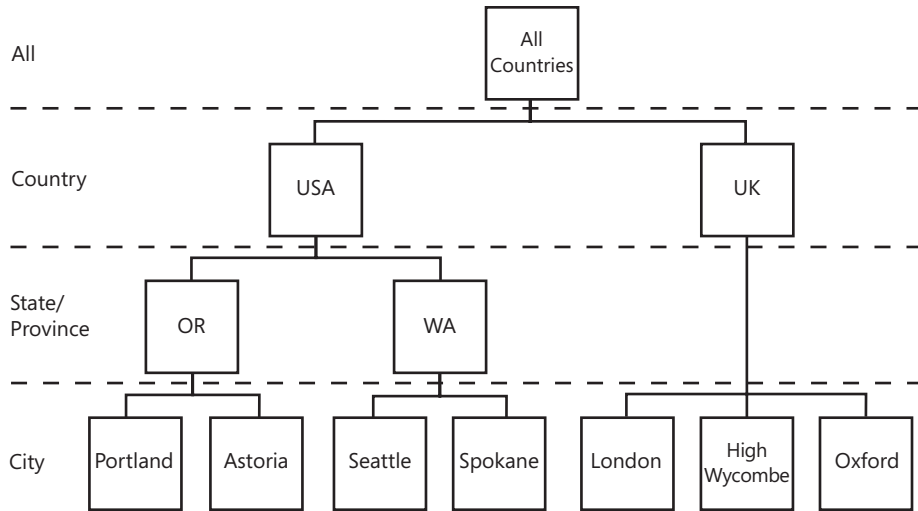 All
All
Countries
Country
USA
UK
State/
Province
OR
WA
City
Portland
Astoria
Seattle
Spokane
London
High
Wycombe
Oxford